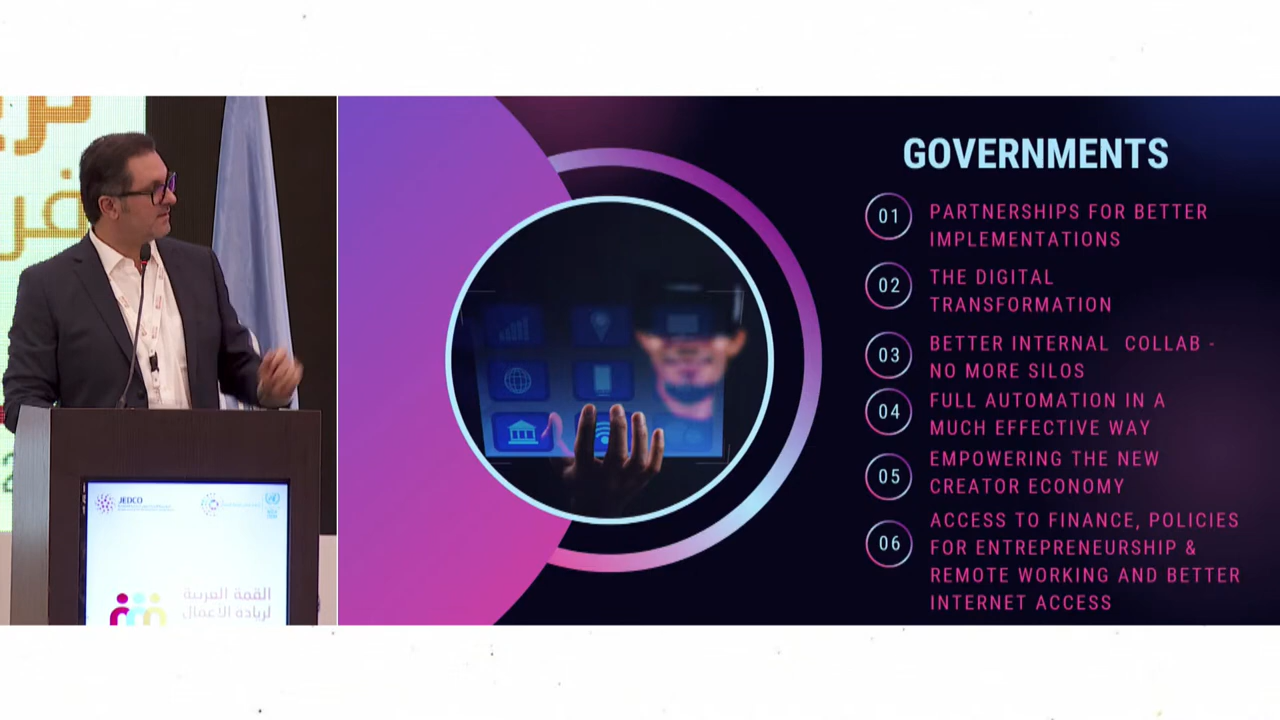 JEDCO
القمة العربية
لريادة الأعمال
GOVERNMENTS
01
PARTNERSHIPS FOR BETTER
IMPLEMENTATIONS
02
THE DIGITAL
TRANSFORMATION
03
BETTER INTERNAL COLLAB -
NO MORE SILOS
04
FULL AUTOMATION IN A
MUCH EFFECTIVE WAY
05
EMPOWERING THE NEW
CREATOR ECONOMY
06
ACCESS TO FINANCE, POLICIES
FOR ENTREPRENEURSHIP &
REMOTE WORKING AND BETTER
INTERNET ACCESS